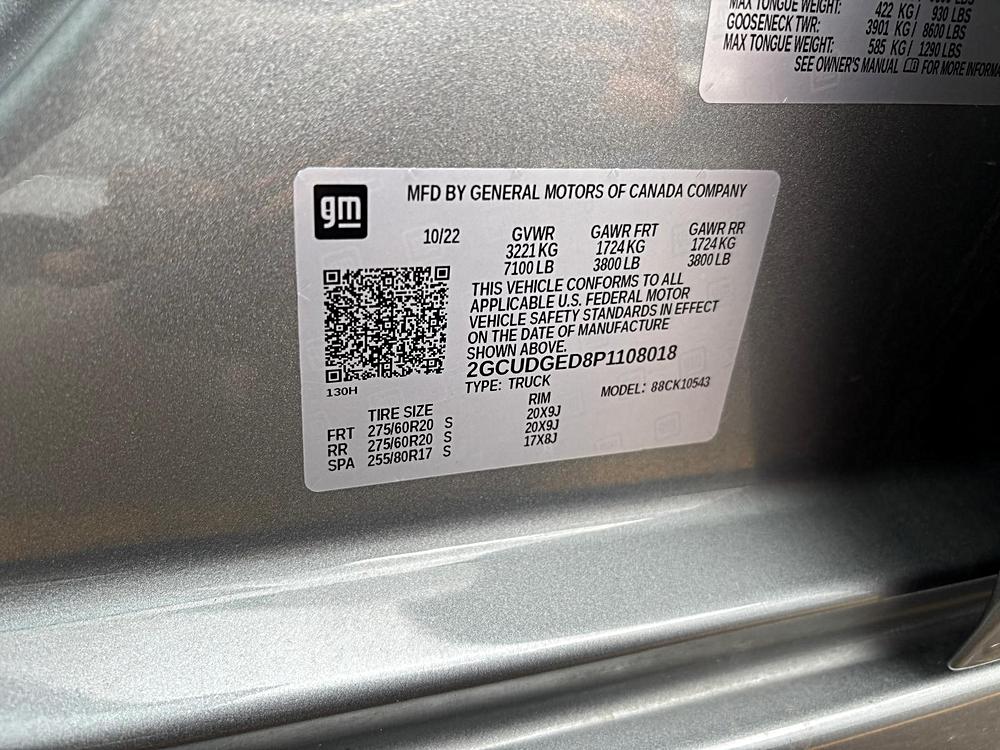 MAX TONGUE WEIGHT: 422 KG / 930 LBS
GOOSENECK TWR: 3901 KG / 8600 LBS
MAX TONGUE WEIGHT: 585 KG / 1290 LBS
SEE OWNER'S MANUAL FOR MORE
gm
MFD BY GENERAL MOTORS OF CANADA COMPANY
10/22 GVWR GAWR FRT GAWR RR
3221 KG 1724 KG 1724 KG
7100 LB 3800 LB 3800 LB
THIS VEHICLE CONFORMS TO ALL
APPLICABLE U.S. FEDERAL MOTOR
VEHICLE SAFETY STANDARDS IN EFFECT
ON THE DATE OF MANUFACTURE
SHOWN ABOVE.
2GCUDGED8P1108018
TYPE: TRUCK MODEL: 88CK10543
130H
TIRE SIZE RIM
FRT 275/60R20 S 20X9J
RR 275/60R20 S 20X9J
SPA 255/80R17 S 17X8J